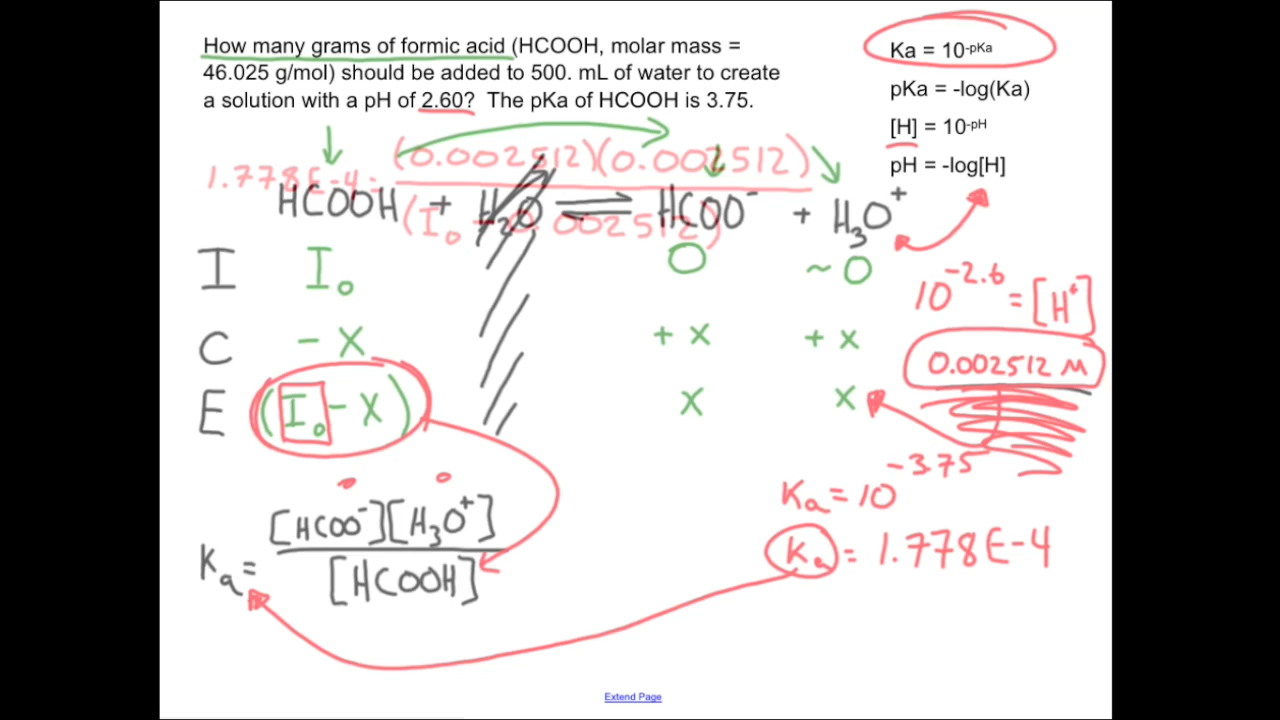 How many grams of formic acid (HCOOH, molar mass =
46.025 g/mol) should be added to 500. mL of water to create
a solution with a pH of 2.60?  The pKa of HCOOH is 3.75.
Ka = 10^-pKa
pKa = -log(Ka)
[H] = 10^-pH
pH = -log[H]
1.778E-4 = (0.002512)(0.002512)
(I₀ - 0.002512)
HCOOH + H₂O ⇌ HCOO⁻ + H₃O⁺
I I₀ 0 ~0
C - X + X + X
E (I₀ - X) X X
10^-2.6 = [H⁺]
0.002512 M
Ka = [HCOO⁻][H₃O⁺]
[HCOOH]
Ka = 10^-3.75
Ka = 1.778E-4
Extend Page